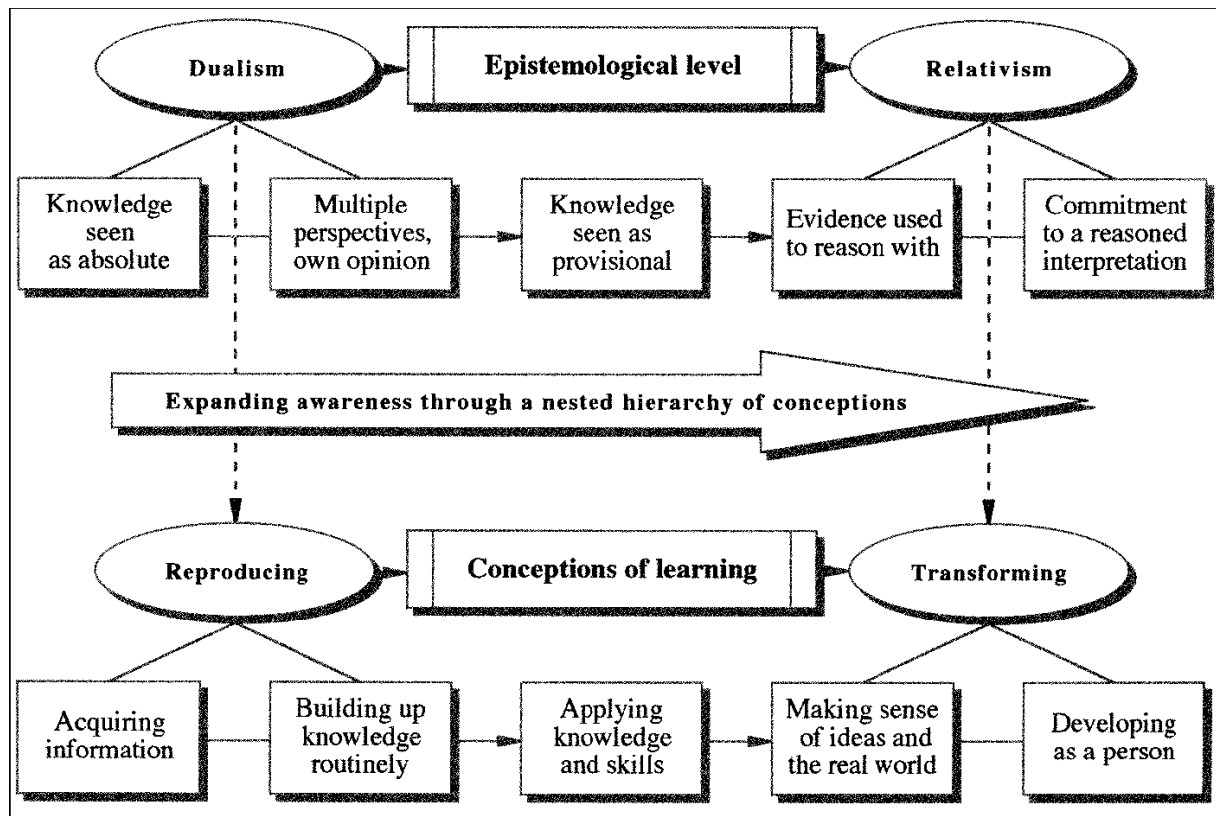 Dualism
Epistemological level
Relativism
Knowledge
seen
as absolute
Multiple
perspectives,
own opinion
Knowledge
seen as
provisional
Evidence used
to reason with
Commitment
to a reasoned
interpretation
Expanding awareness through a nested hierarchy of conceptions
Reproducing
Conceptions of learning
Transforming
Acquiring
information
Building up
knowledge
routinely
Applying
knowledge
and skills
Making sense
of ideas and
the real world
Developing
as a person